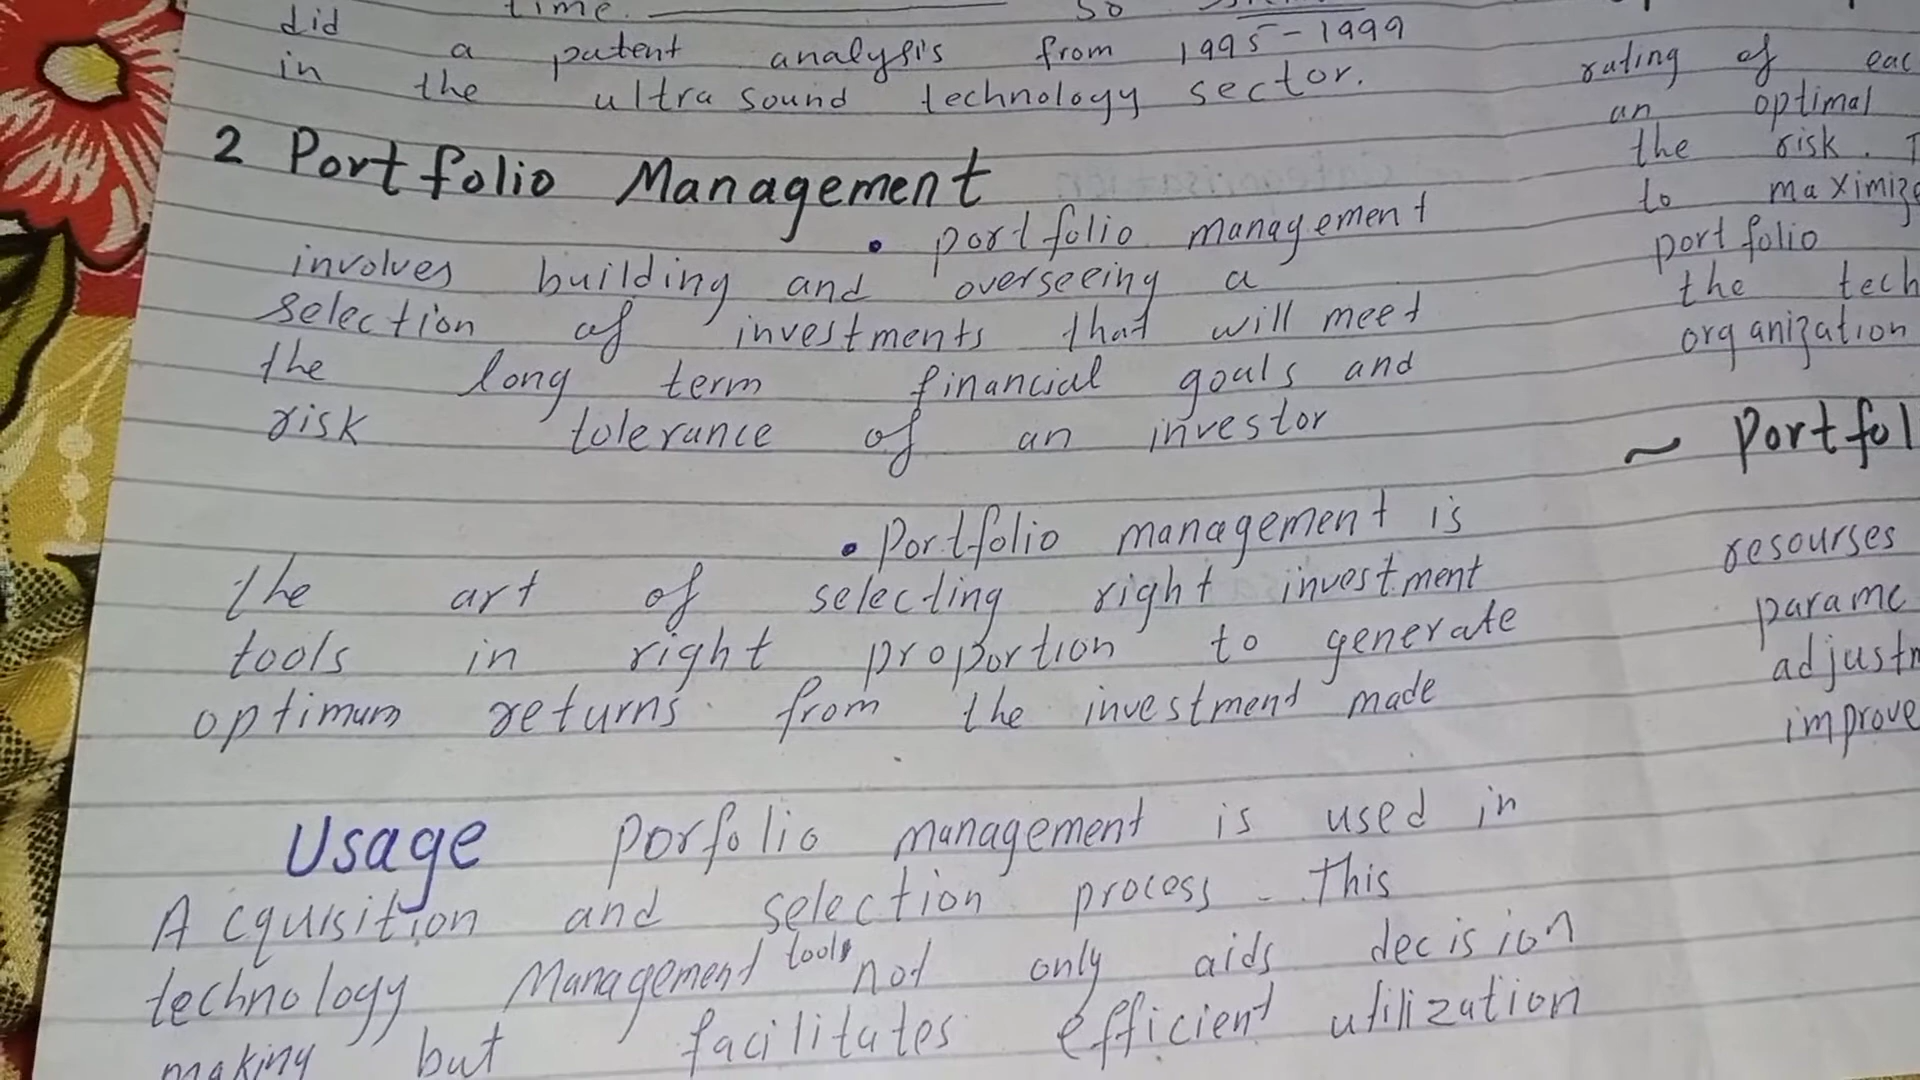 time. so
did a patent analysis from 1995-1999
in the ultra sound technology sector.
2 Portfolio Management
• portfolio management
involves building and overseeing a
selection of investments that will meet
the long term financial goals and
risk tolerance of an investor
• Portfolio management is
the art of selecting right investment
tools in right proportion to generate
optimum returns from the investment made
Usage Porfolio management is used in
Acquisition and selection process. This
technology Management tools not only aids decision
making but facilitates efficient utilization
rating of eac
an optimal
the risk. T
to maximize
portfolio
the tech
organization
~ Portfol
resourses
parame
adjustm
improve